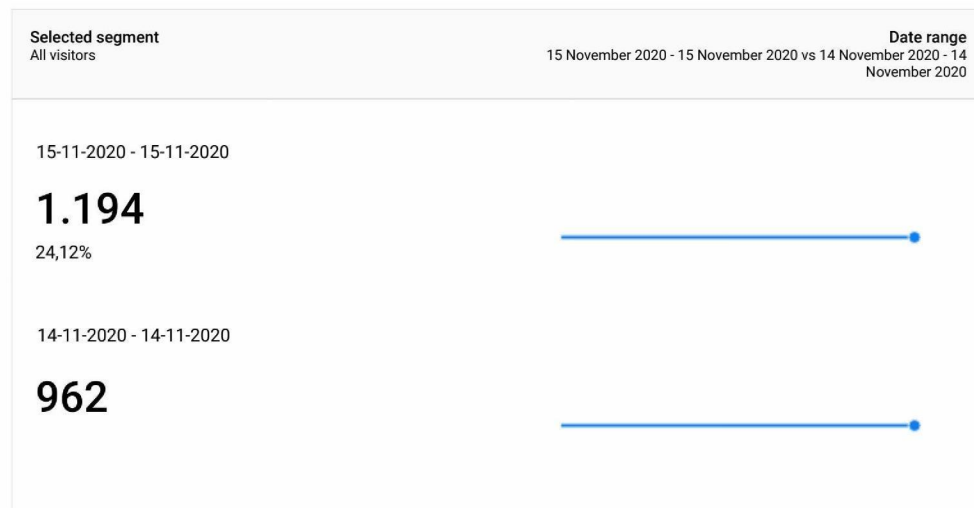 Selected segment
All visitors
Date range
15 November 2020 - 15 November 2020 vs 14 November 2020 - 14
November 2020
15-11-2020 - 15-11-2020
1.194
24,12%
14-11-2020 - 14-11-2020
962